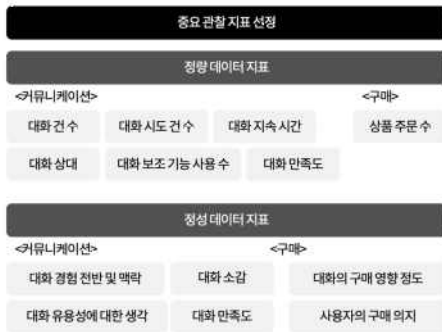 중요 관찰 지표 선정
정량 데이터 지표
<커뮤니케이션> <구매>
대화 건 수 대화 시도 건 수 대화 지속 시간 상품 주문 수
대화 상대 대화 보조 기능 사용 수 대화 만족도
정성 데이터 지표
<커뮤니케이션> <구매>
대화 경험 전반 및 맥락 대화 소감 대화의 구매 영향 정도
대화 유용성에 대한 생각 대화 만족도 사용자의 구매 의지